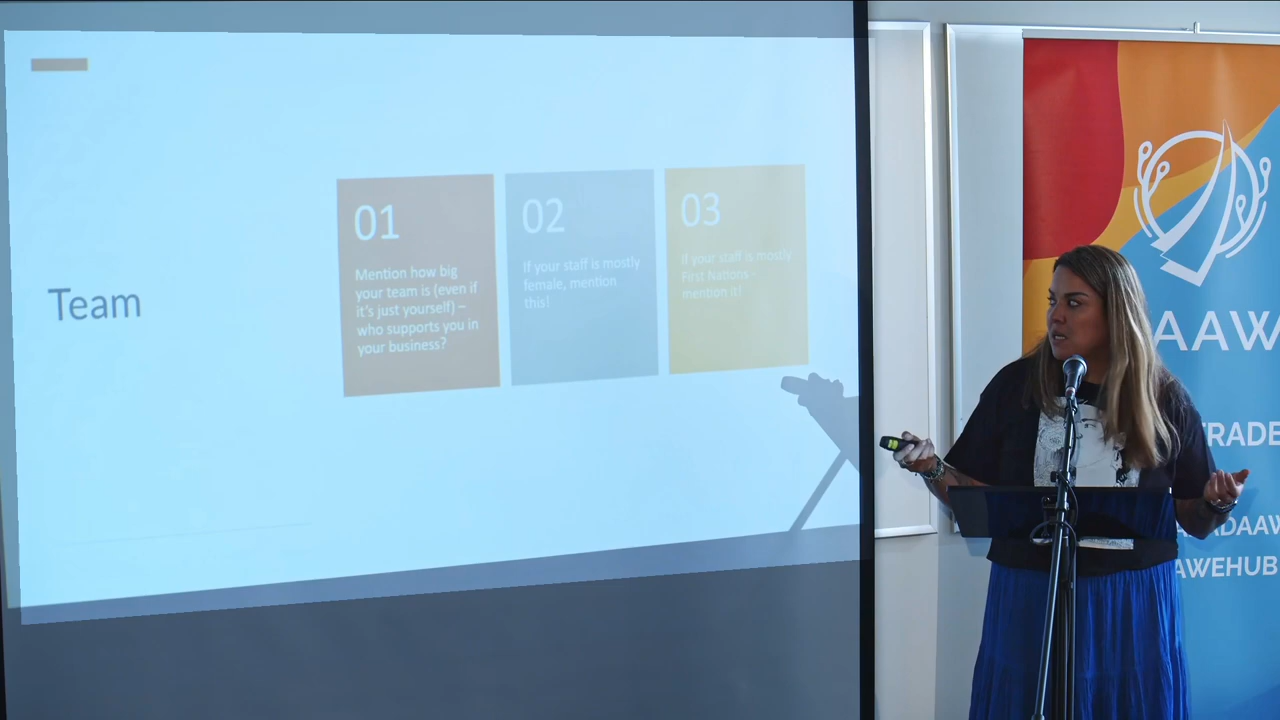 Team
01
Mention how big
your team is (even if
it's just yourself) –
who supports you in
your business?
02
If your staff is mostly
female, mention
this!
03
If your staff is mostly
First Nations -
mention it!
AAW
TRADE
ADAAW
AWEHUB